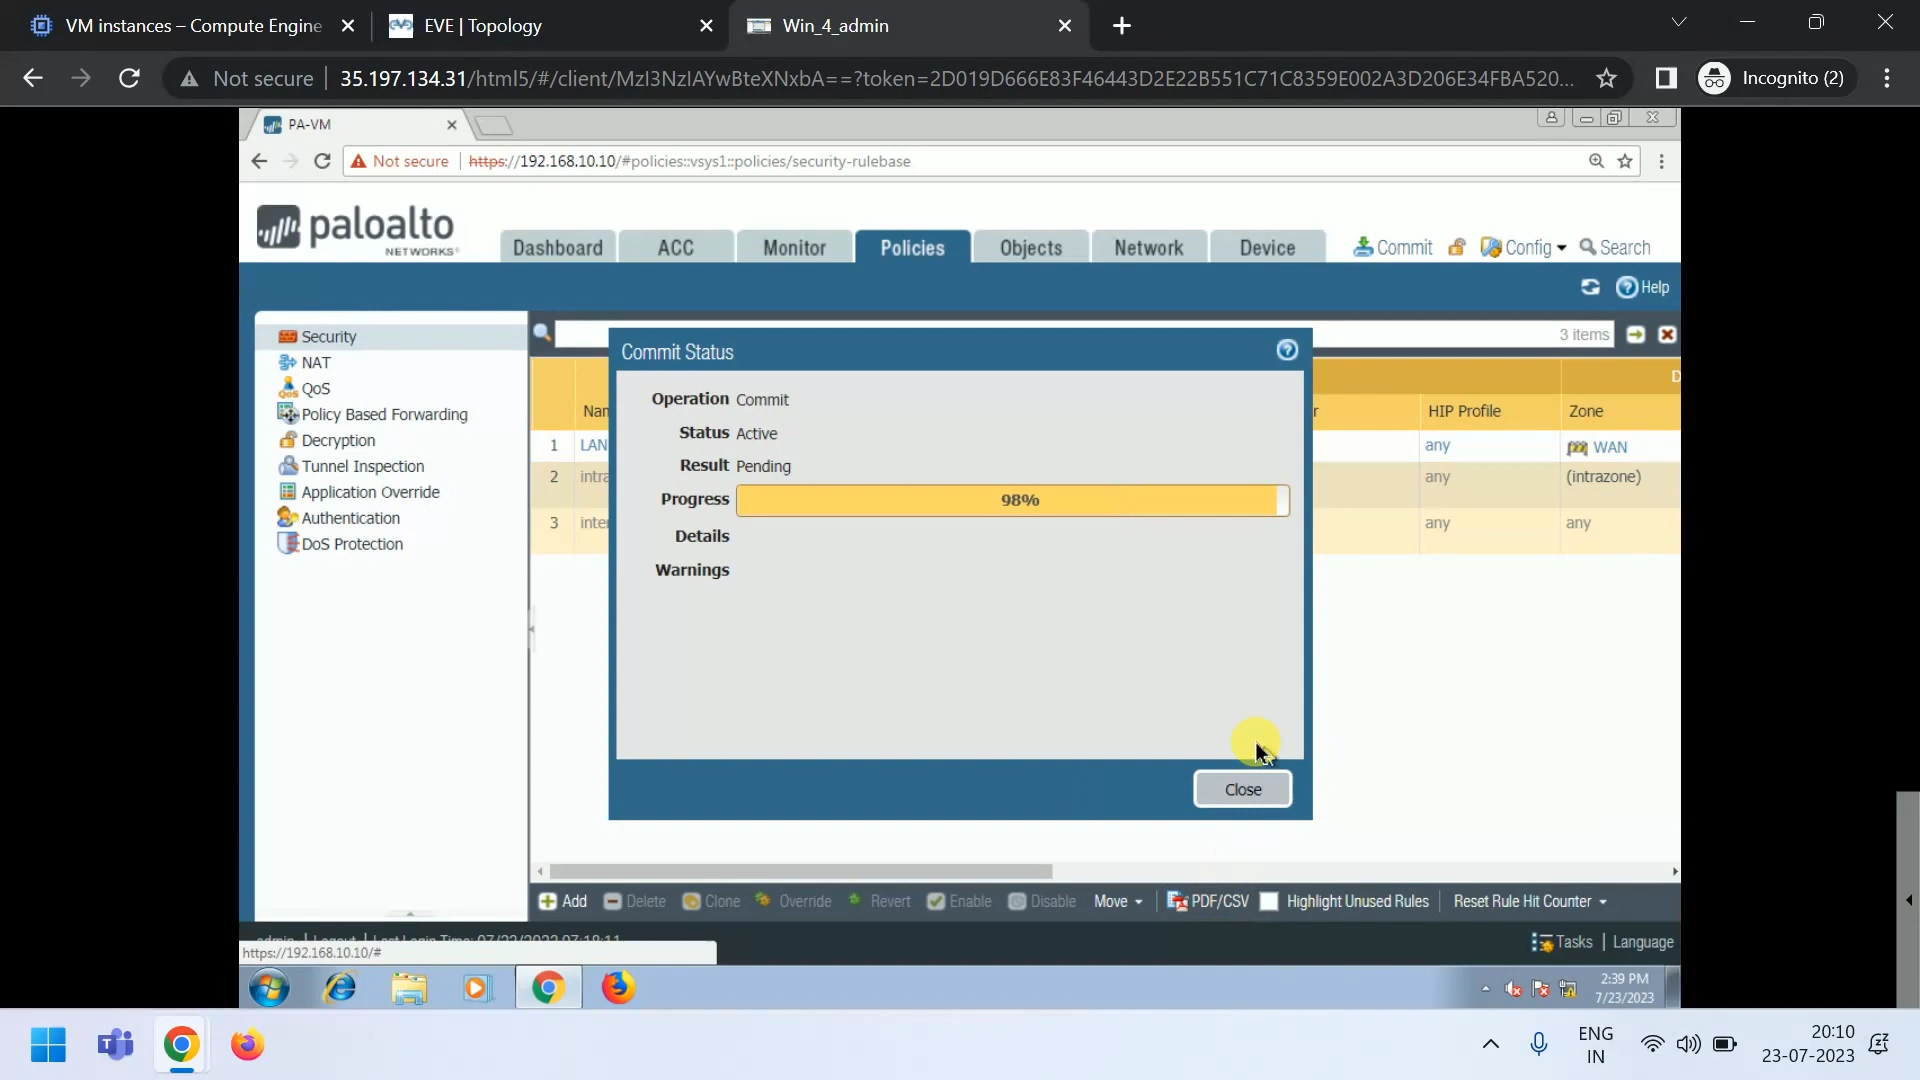 VM instances – Compute Engine
EVE | Topology
Win_4_admin
Not secure
35.197.134.31/html5/#/client/MzI3NzIAYwBteXNxbA==?token=2D019D666E83F46443D2E22B551C71C8359E002A3D206E34FBA520...
Incognito (2)
PA-VM
Not secure
https://192.168.10.10/#policies::vsys1::policies/security-rulebase
paloalto
NETWORKS
Dashboard
ACC
Monitor
Policies
Objects
Network
Device
Commit
Config
Search
Help
Security
NAT
QoS
Policy Based Forwarding
Decryption
Tunnel Inspection
Application Override
Authentication
DoS Protection
3 items
HIP Profile
Zone
1
LAN
any
WAN
2
intra
any
(intrazone)
3
any
any
Commit Status
Operation Commit
Status Active
Result Pending
Progress 98%
Details
Warnings
Close
Add
Delete
Clone
Override
Revert
Enable
Disable
Move
PDF/CSV
Highlight Unused Rules
Reset Rule Hit Counter
https://192.168.10.10/#
Tasks
Language
2:39 PM
7/23/2023
ENG
IN
20:10
23-07-2023